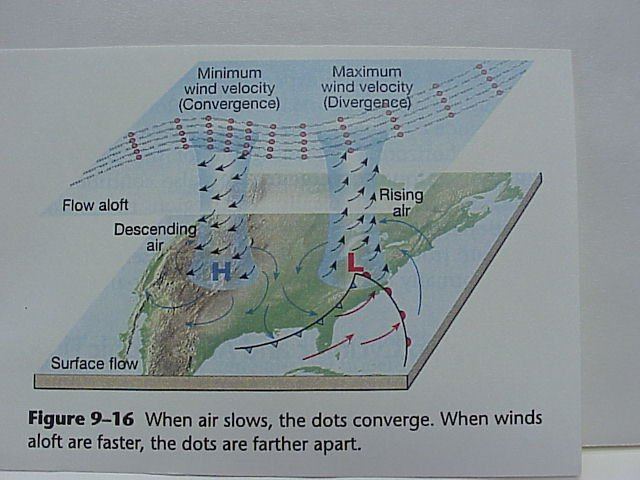 Minimum
wind velocity
(Convergence)
Maximum
wind velocity
(Divergence)
Flow aloft
Descending
air
Rising
air
H
L
Surface flow
Figure 9–16 When air slows, the dots converge. When winds
aloft are faster, the dots are farther apart.